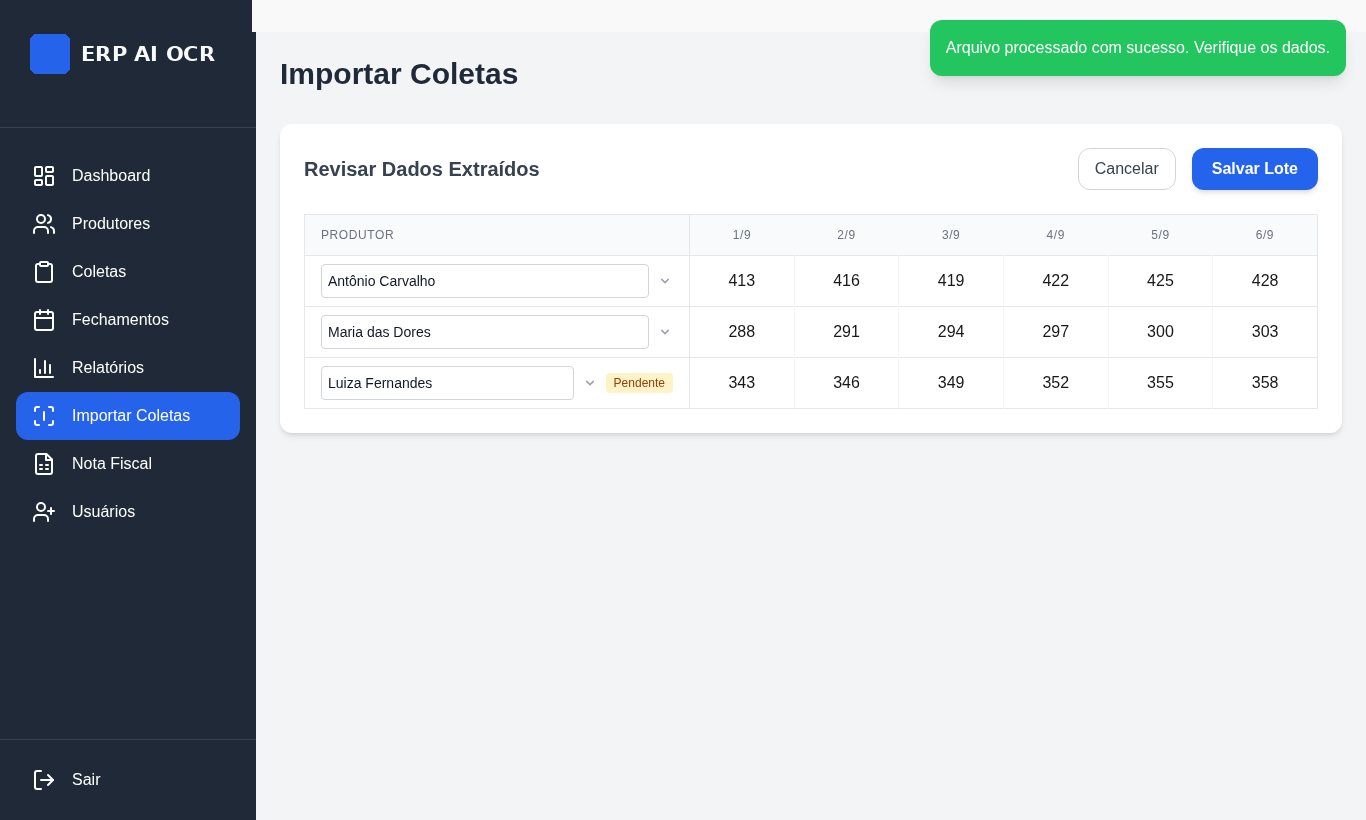 ERP AI OCR
Arquivo processado com sucesso. Verifique os dados.
Importar Coletas
Dashboard
Produtores
Coletas
Fechamentos
Relatórios
Importar Coletas
Nota Fiscal
Usuários
Sair
Revisar Dados Extraídos
Cancelar
Salvar Lote
PRODUTOR 1/9 2/9 3/9 4/9 5/9 6/9
Antônio Carvalho 413 416 419 422 425 428
Maria das Dores 288 291 294 297 300 303
Luiza Fernandes Pendente 343 346 349 352 355 358